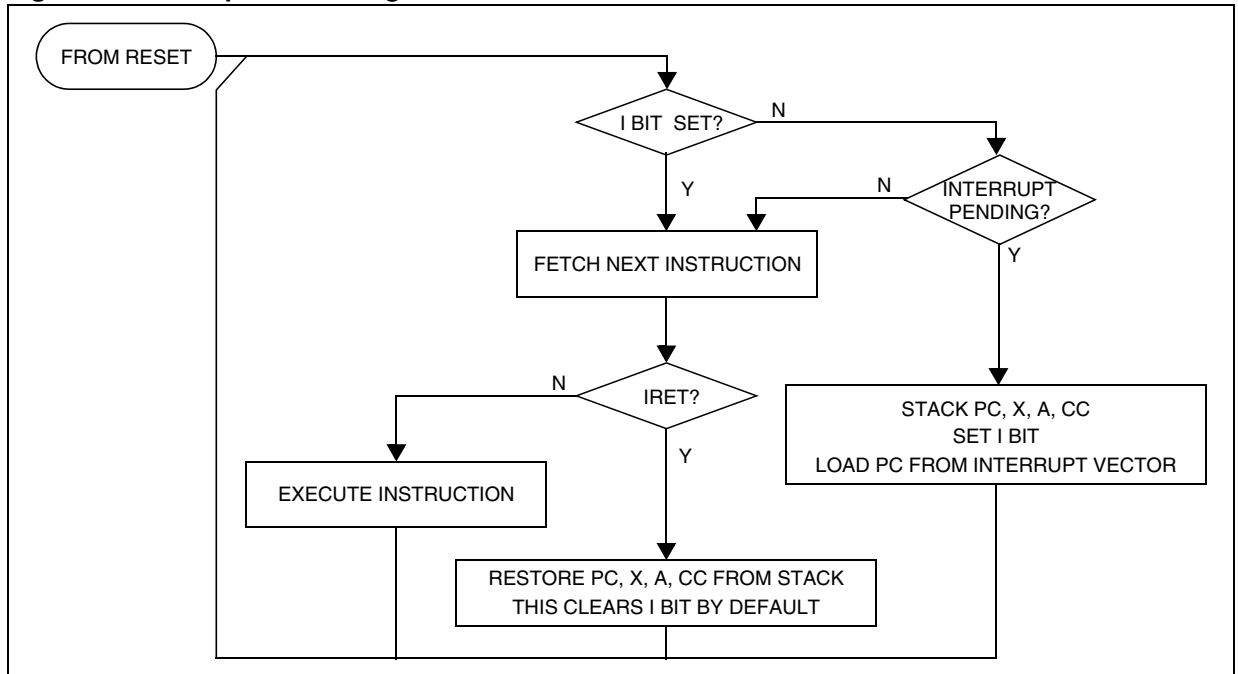 FROM RESET
I BIT SET?
N
Y
N
INTERRUPT
PENDING?
Y
FETCH NEXT INSTRUCTION
N
IRET?
Y
STACK PC, X, A, CC
SET I BIT
LOAD PC FROM INTERRUPT VECTOR
EXECUTE INSTRUCTION
RESTORE PC, X, A, CC FROM STACK
THIS CLEARS I BIT BY DEFAULT